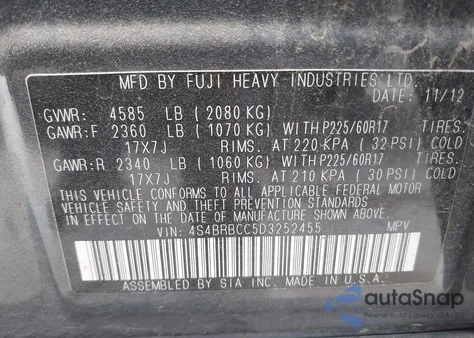 MFD BY FUJI HEAVY INDUSTRIES LTD.
DATE: 11/12
GVWR: 4585 LB (2080 KG)
GAWR:F 2360 LB (1070 KG) WITH P225/60R17 TIRES.
17X7J RIMS. AT 220 KPA (32 PSI) COLD
GAWR:R 2340 LB (1060 KG) WITH P225/60R17 TIRES.
17X7J RIMS. AT 210 KPA (30 PSI) COLD
THIS VEHICLE CONFORMS TO ALL APPLICABLE FEDERAL MOTOR
VEHICLE SAFETY, BUMPER AND THEFT PREVENTION STANDARDS
IN EFFECT ON THE DATE OF MANUFACTURE SHOWN ABOVE
VIN: 4S4BRBCC5D3252455 MPV
ASSEMBLED BY SIA INC. MADE IN U.S.A.
autoSnap